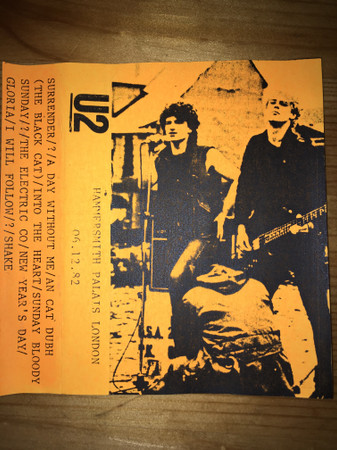 U2
HAMMERSMITH PALAIS LONDON
06.12.82
SURRENDER/?/A DAY WITHOUT ME/AN CAT DUBH
(THE BLACK CAT)/INTO THE HEART/SUNDAY BLOODY
SUNDAY/?/THE ELECTRIC CO/NEW YEAR'S DAY/
GLORIA/I WILL FOLLOW/?/SHAKE